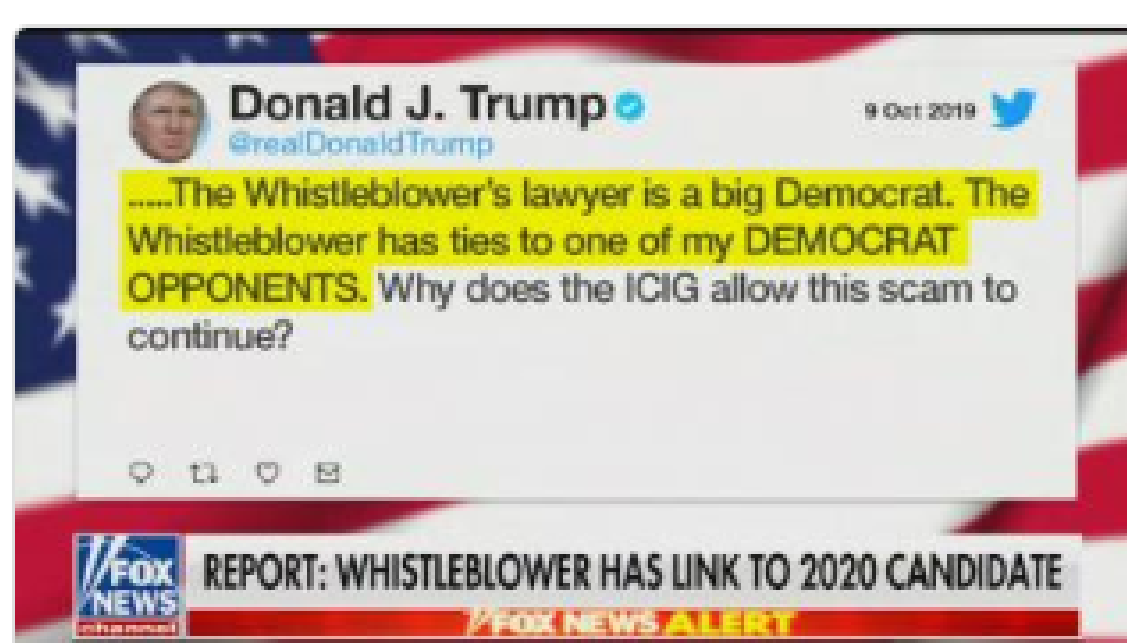 Donald J. Trump
9 Oct 2019
@realDonaldTrump
.....The Whistleblower's lawyer is a big Democrat. The
Whistleblower has ties to one of my DEMOCRAT
OPPONENTS. Why does the ICIG allow this scam to
continue?
FOX
NEWS
channel
REPORT: WHISTLEBLOWER HAS LINK TO 2020 CANDIDATE
FOX NEWS ALERT